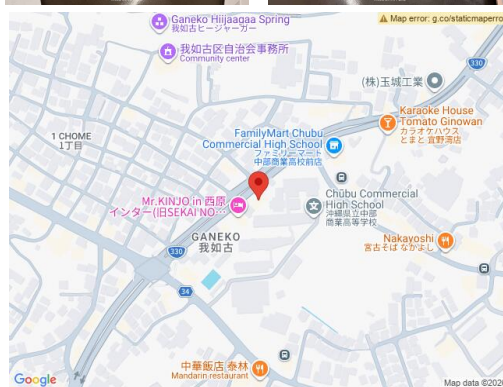 Map error: g.co/staticmaperro
Ganeko Hiijaagaa Spring
我如古ヒージャーガー
我如古区自治会事務所
Community center
330
(株)玉城工業
Karaoke House
Tomato Ginowan
カラオケハウス
とまと 宜野湾店
1 CHOME
1丁目
FamilyMart Chubu
Commercial High School
ファミリーマート
中部商業高校前店
Mr.KINJO in 西原
インター(旧SEKAI NO…
Chūbu Commercial
High School
沖縄県立中部
商業高等学校
GANEKO
我如古
Nakayoshi
宮古そば なかよし
330
34
中華飯店 泰林
Mandarin restaurant
Google
Map data ©202